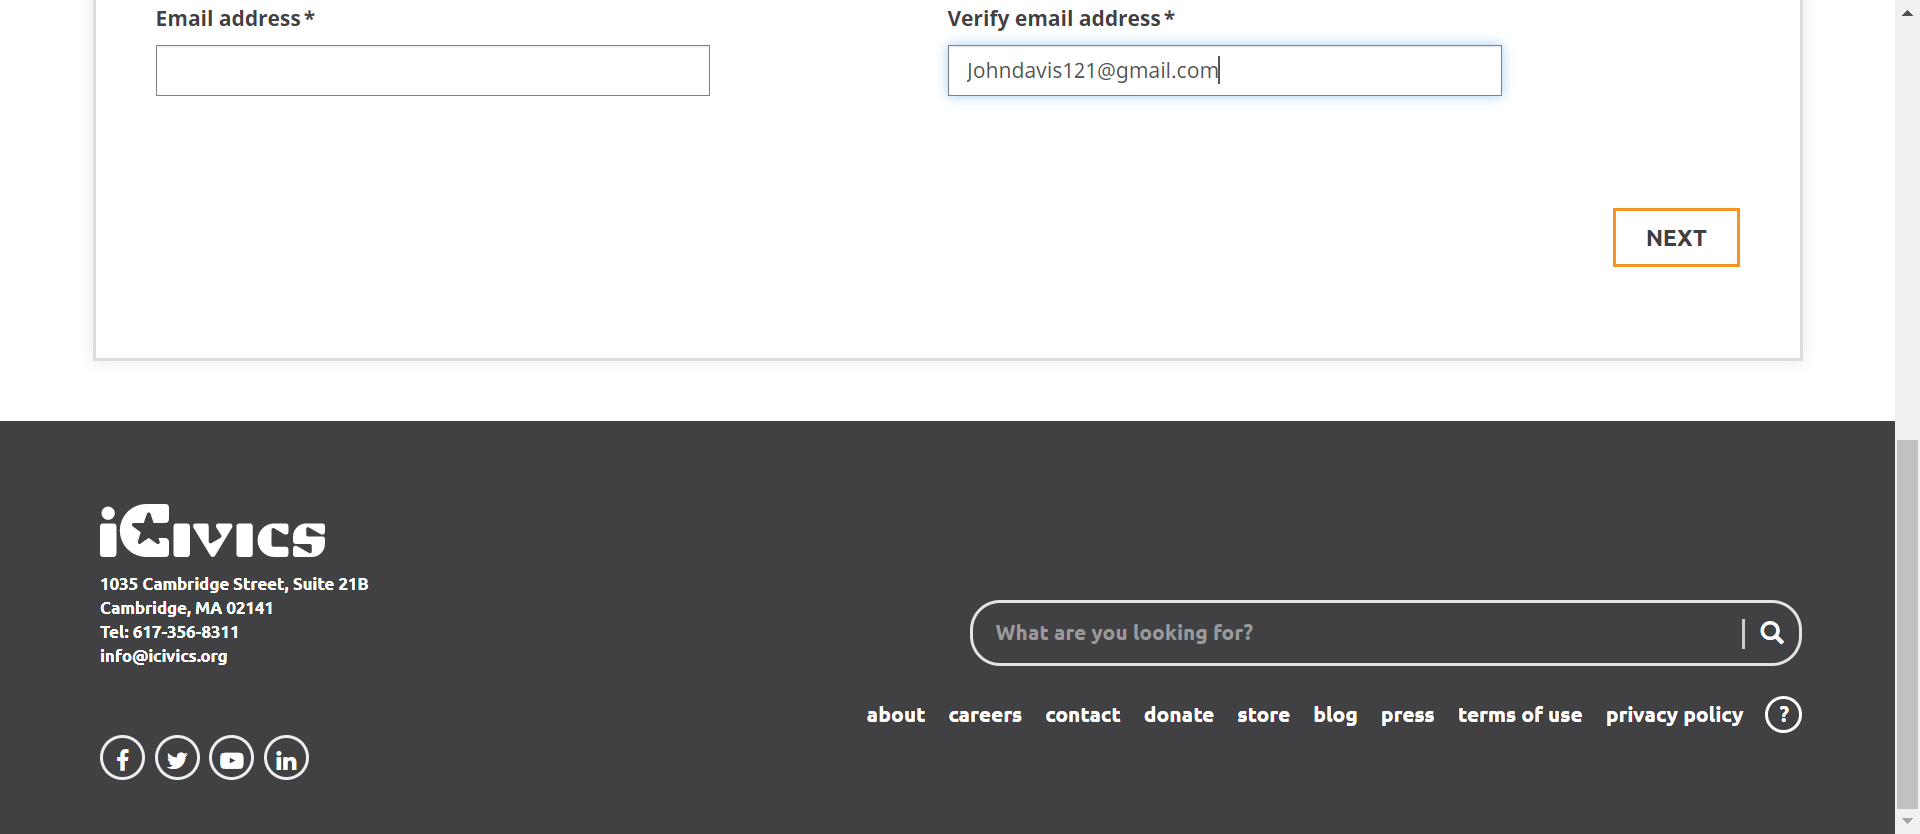 Email address*
Verify email address*
Johndavis121@gmail.com
NEXT
iCivics
1035 Cambridge Street, Suite 21B
Cambridge, MA 02141
Tel: 617-356-8311
info@icivics.org
What are you looking for?
about careers contact donate store blog press terms of use privacy policy ?
f in